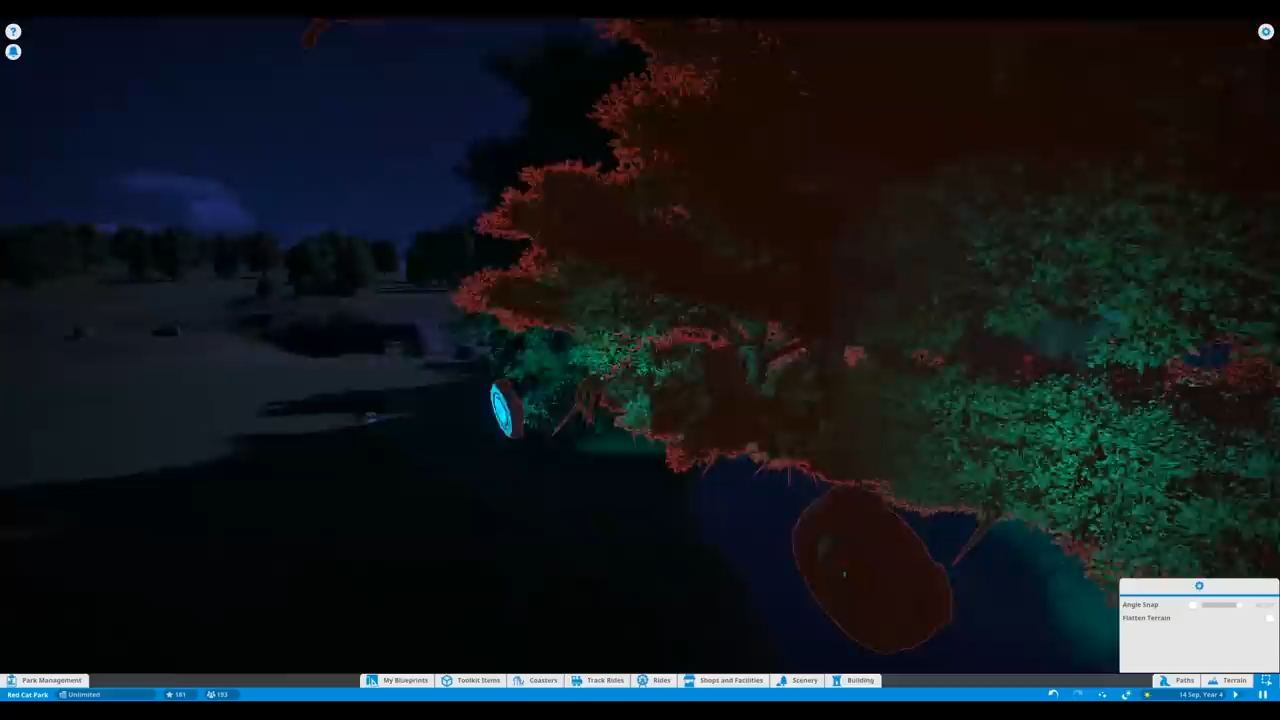 ?
Angle Snap
Flatten Terrain
Park Management
My Blueprints
Toolkit Items
Coasters
Track Rides
Rides
Shops and Facilities
Scenery
Building
Paths
Terrain
Red Cat Park
Unlimited
181
193
14 Sep, Year 4